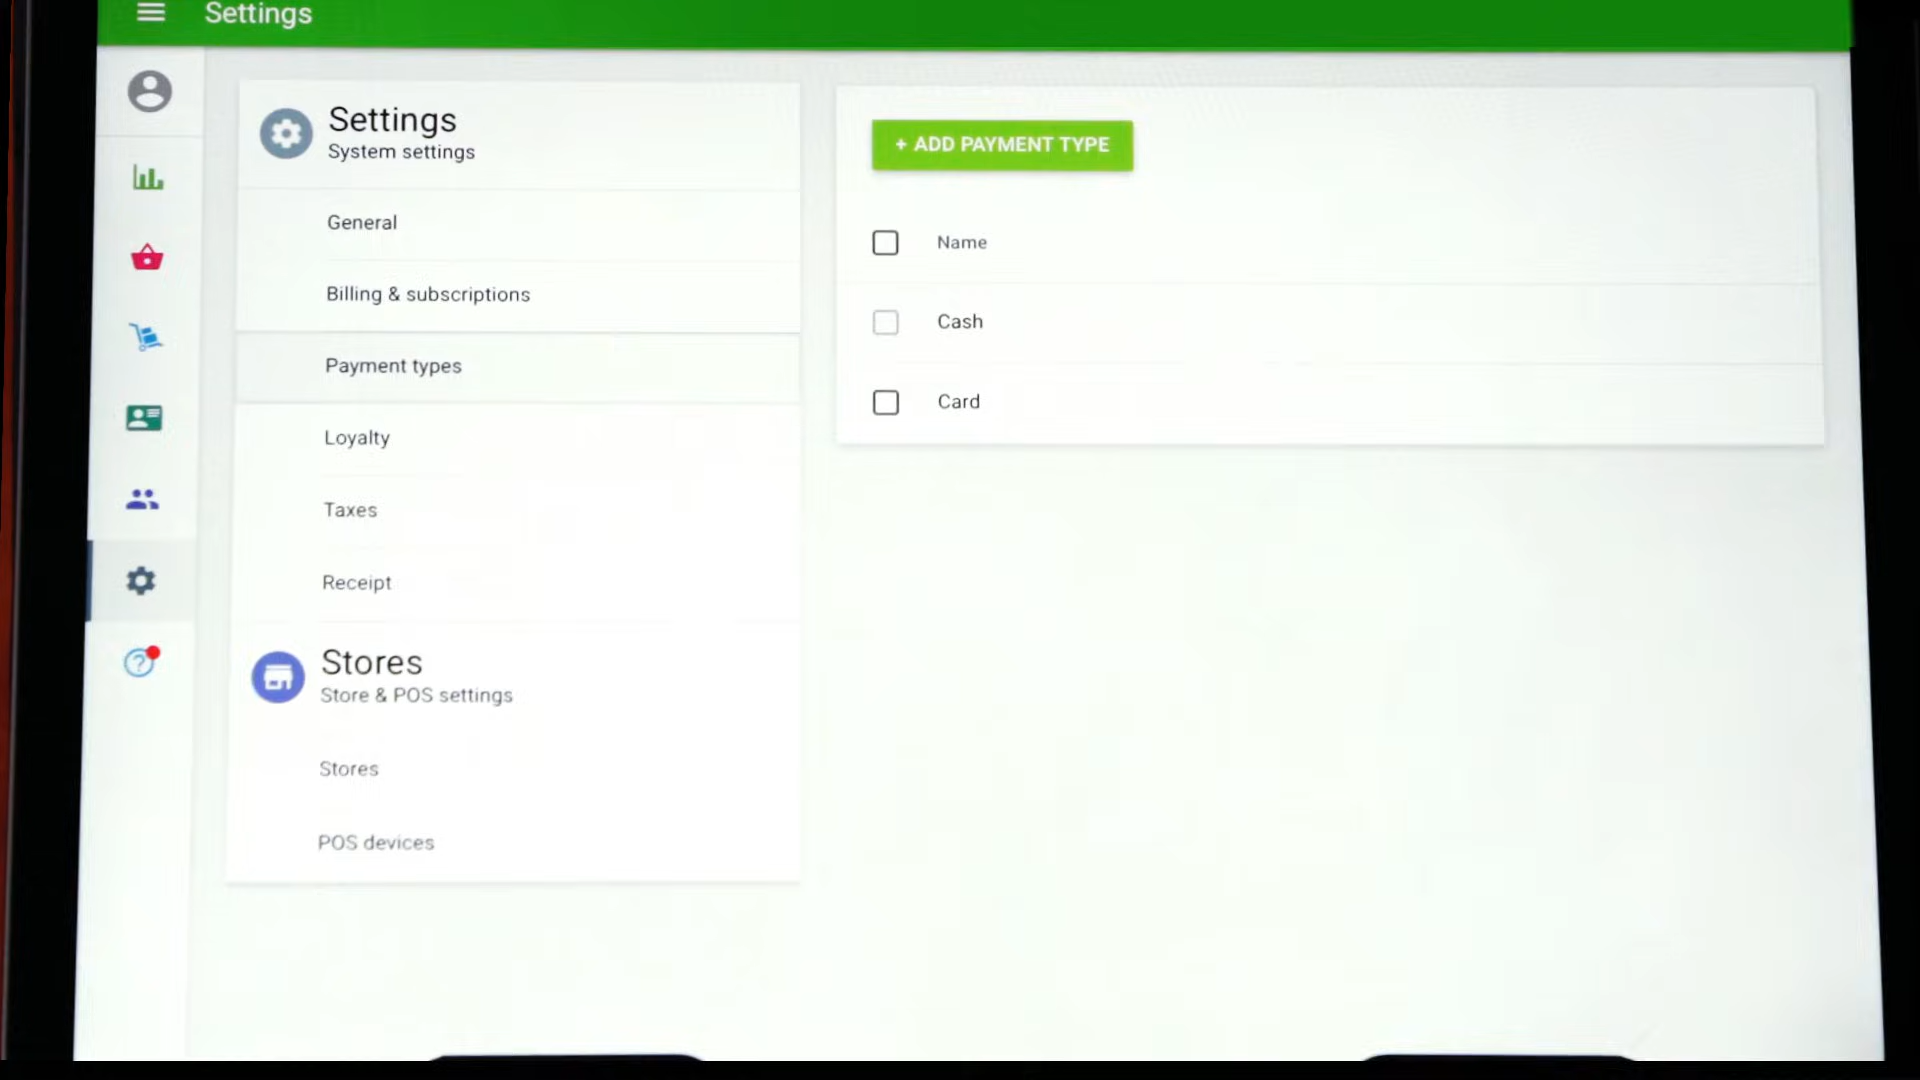 Settings
Settings
System settings
General
Billing & subscriptions
Payment types
Loyalty
Taxes
Receipt
Stores
Store & POS settings
Stores
POS devices
+ ADD PAYMENT TYPE
Name
Cash
Card